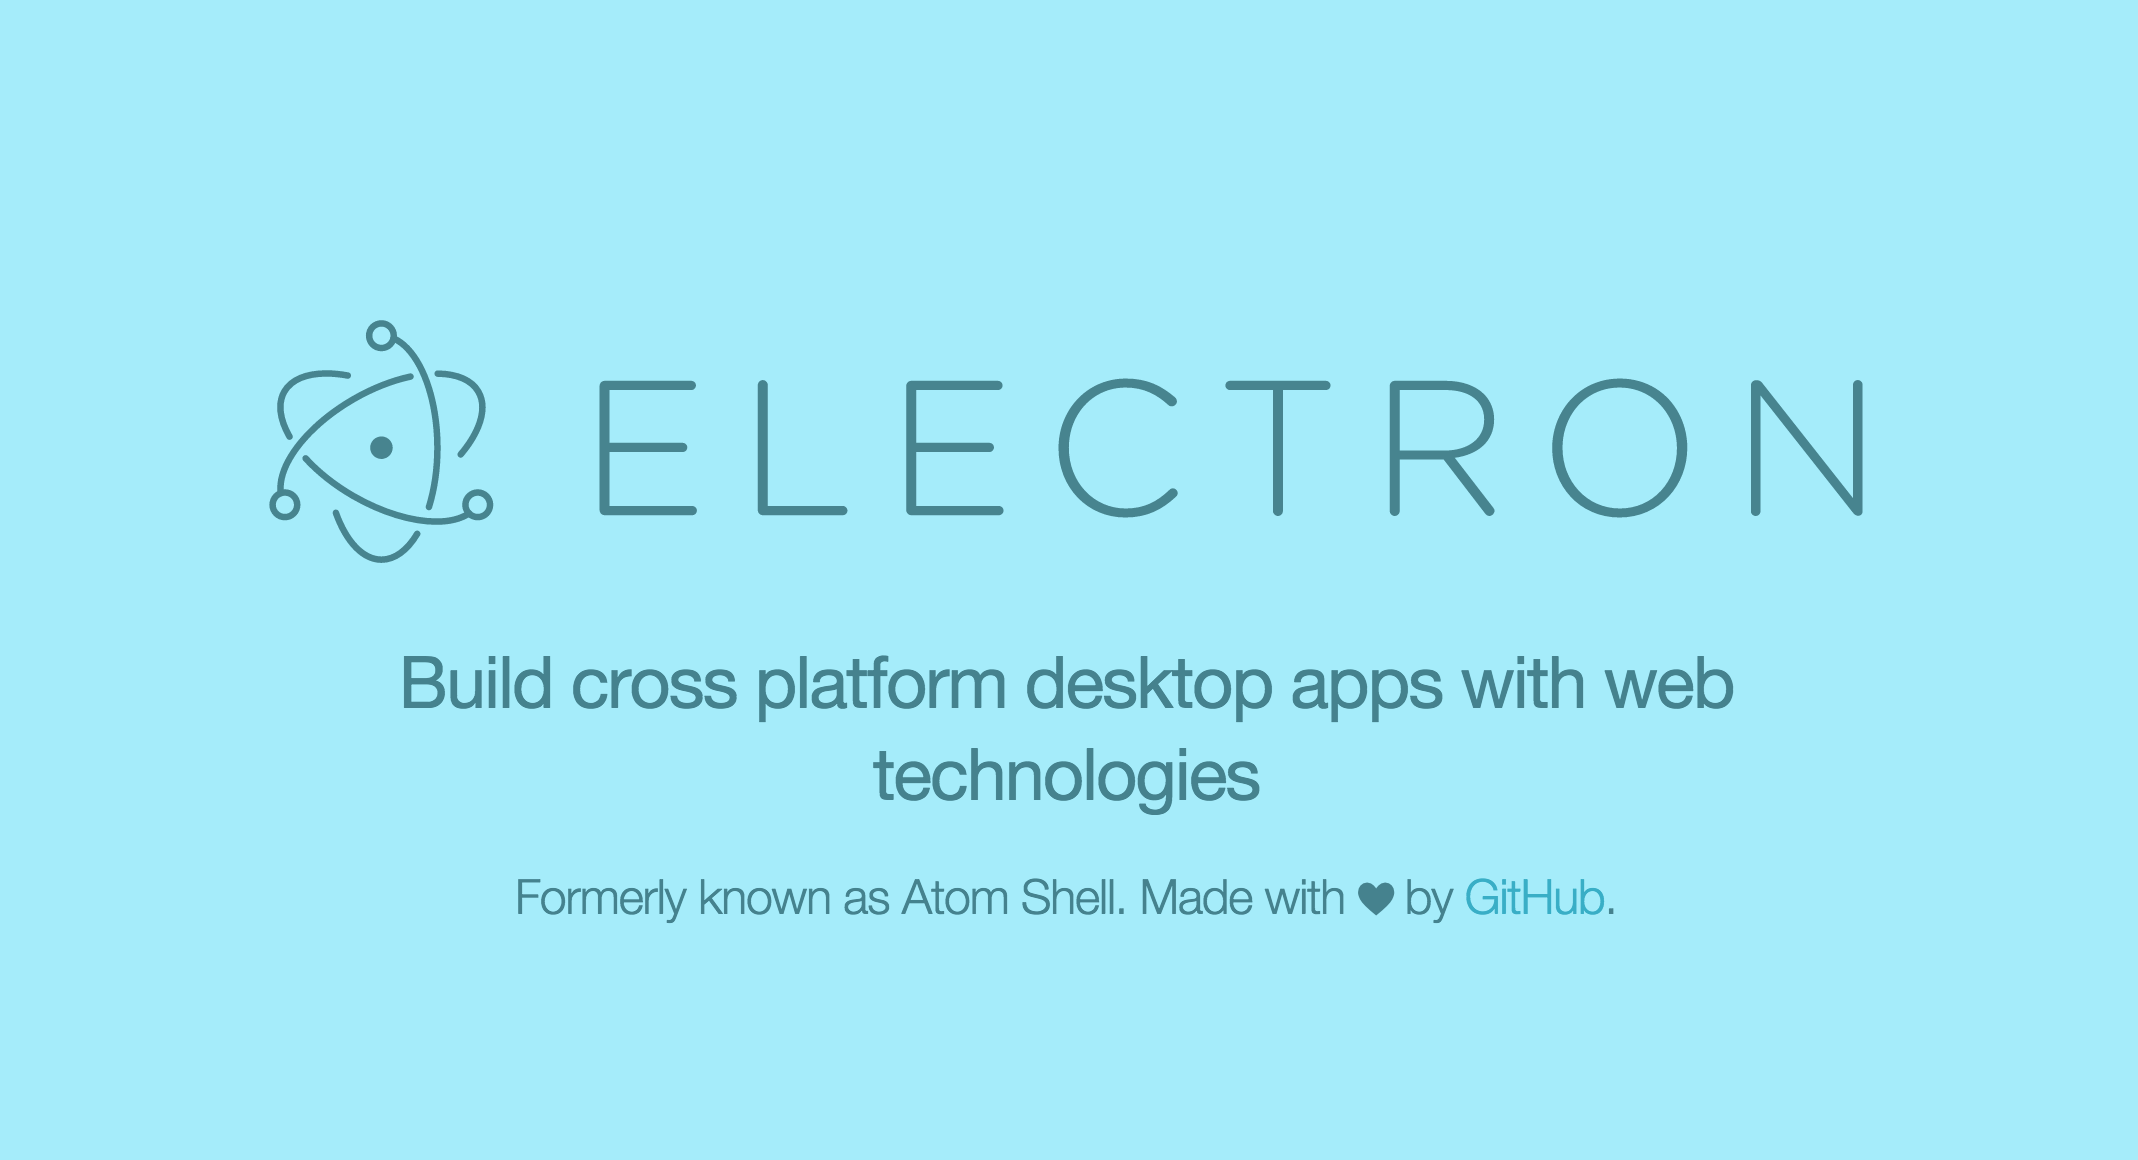 ELECTRON
Build cross platform desktop apps with web
technologies
Formerly known as Atom Shell. Made with ♥ by GitHub.